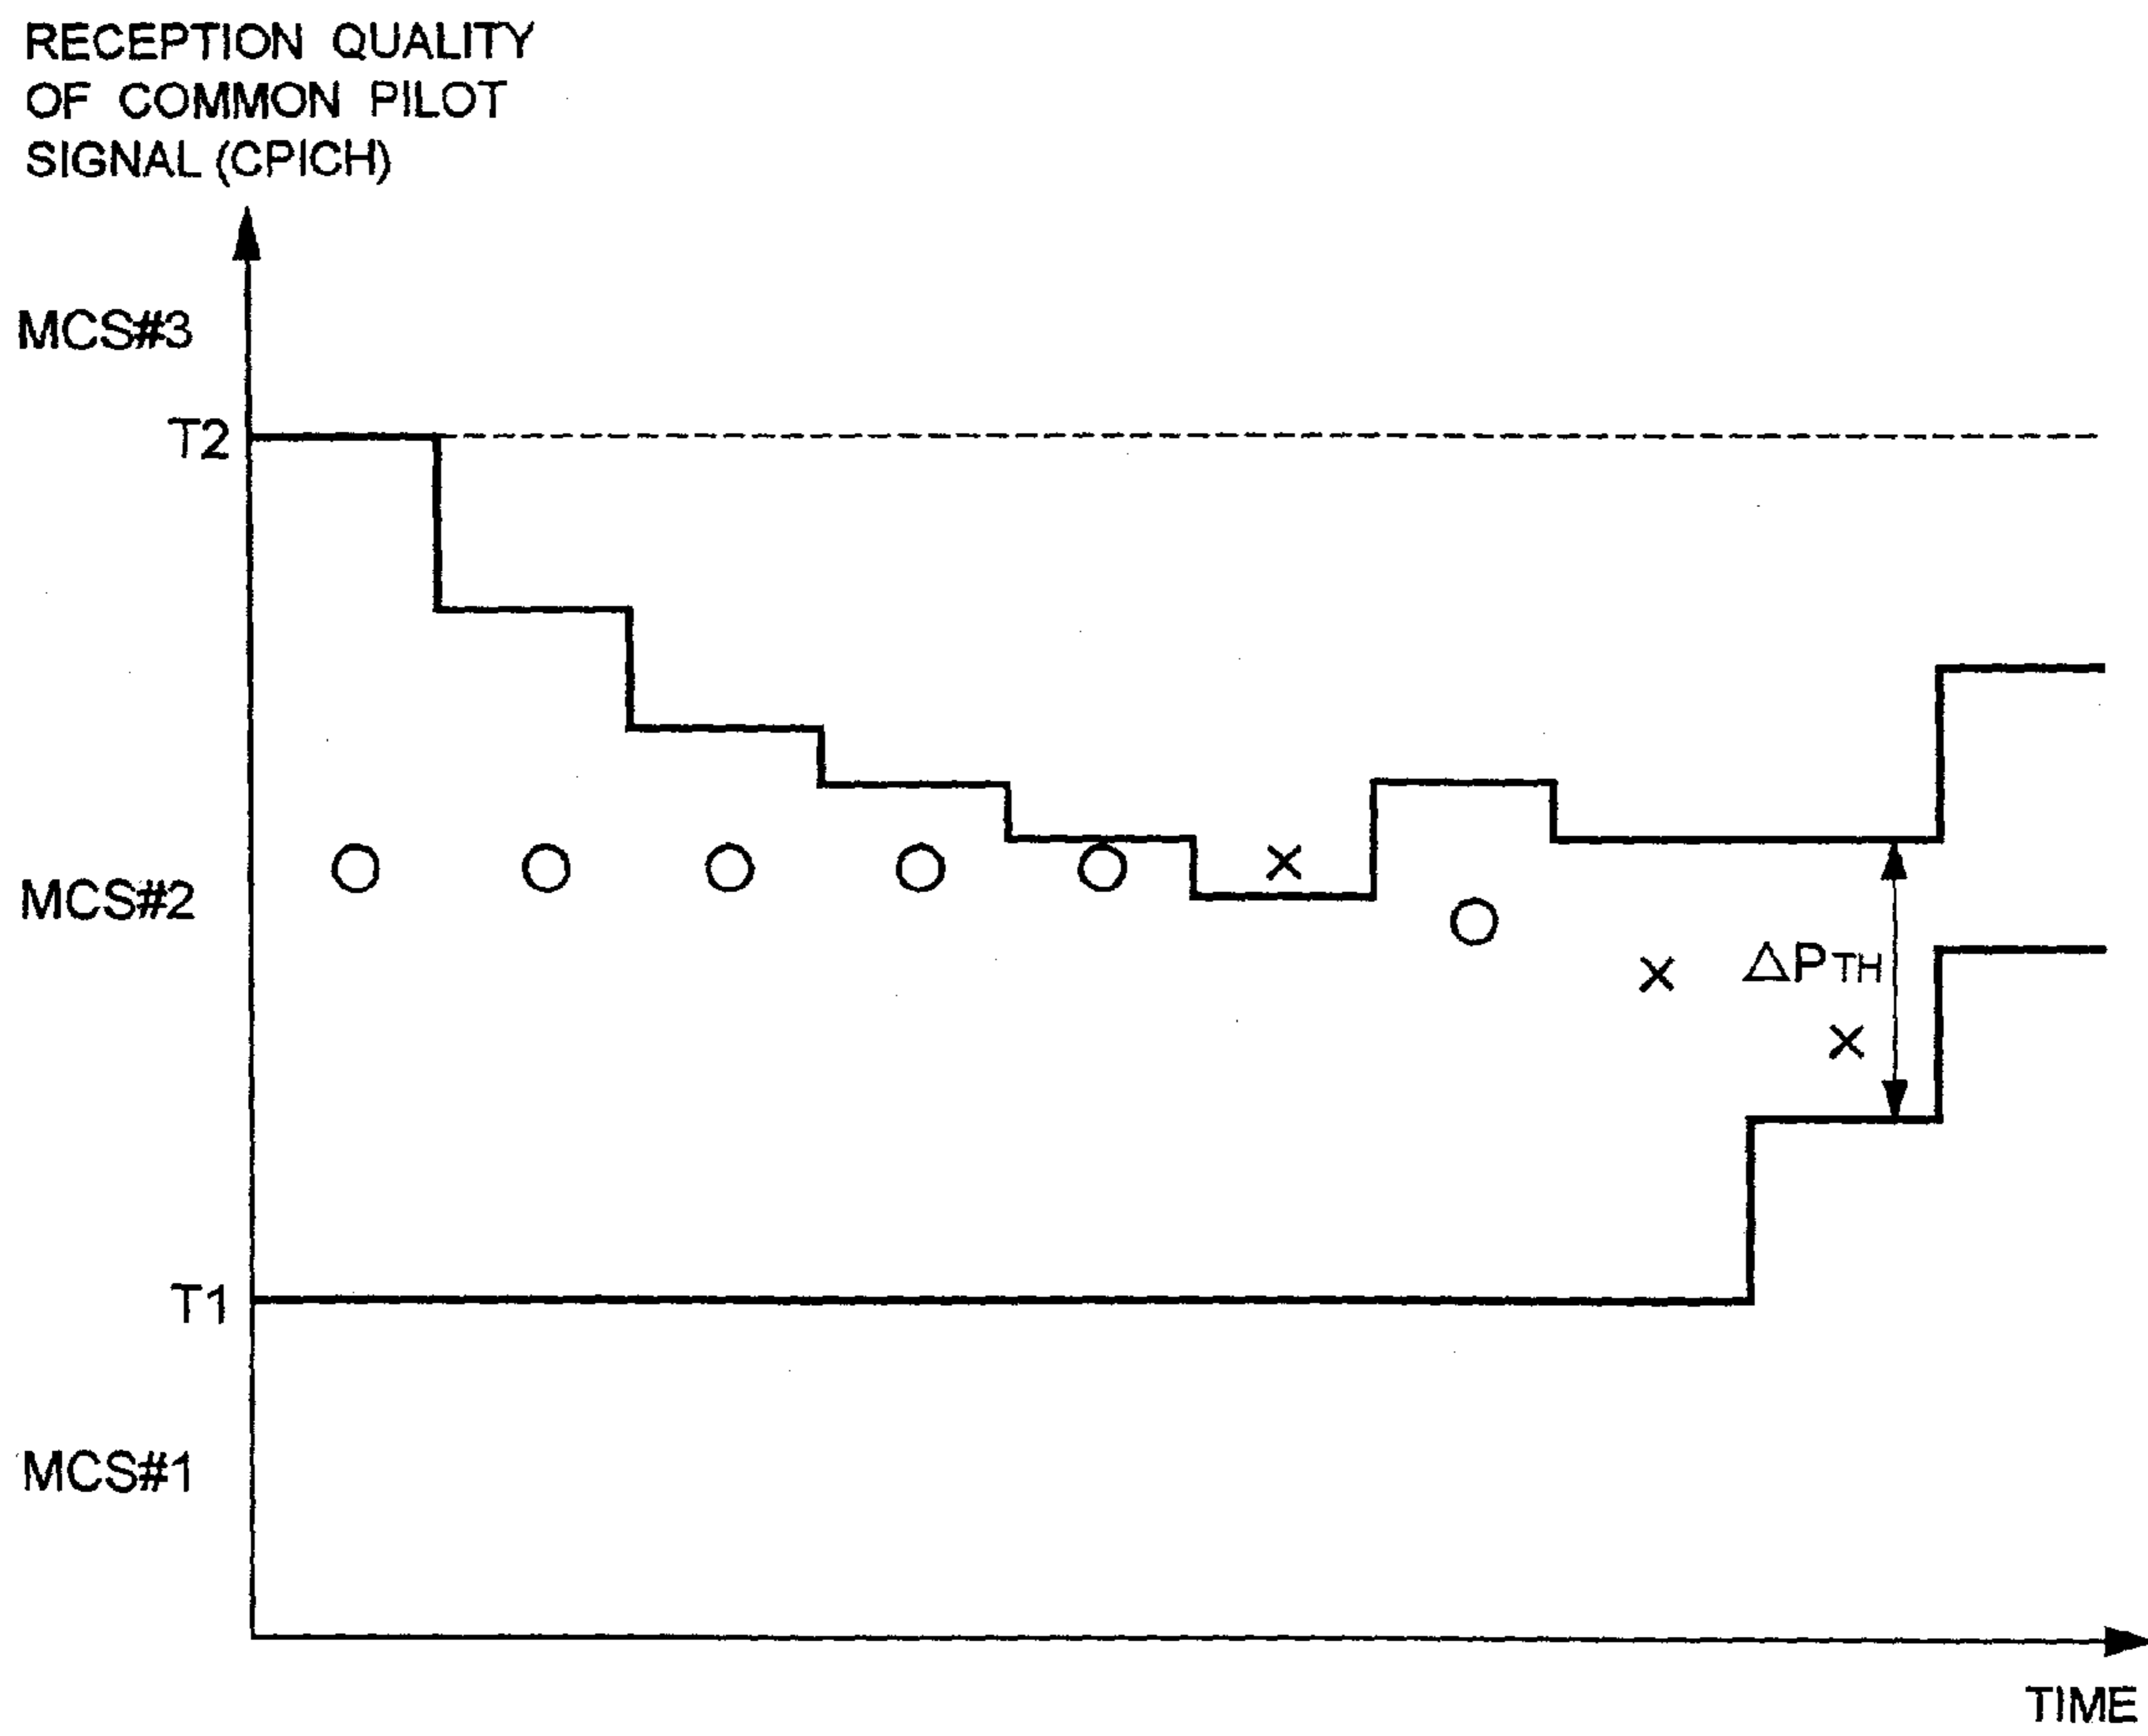 RECEPTION QUALITY
OF COMMON PILOT
SIGNAL (CPICH)
MCS#3
T2
MCS#2
ΔPTH
T1
MCS#1
TIME